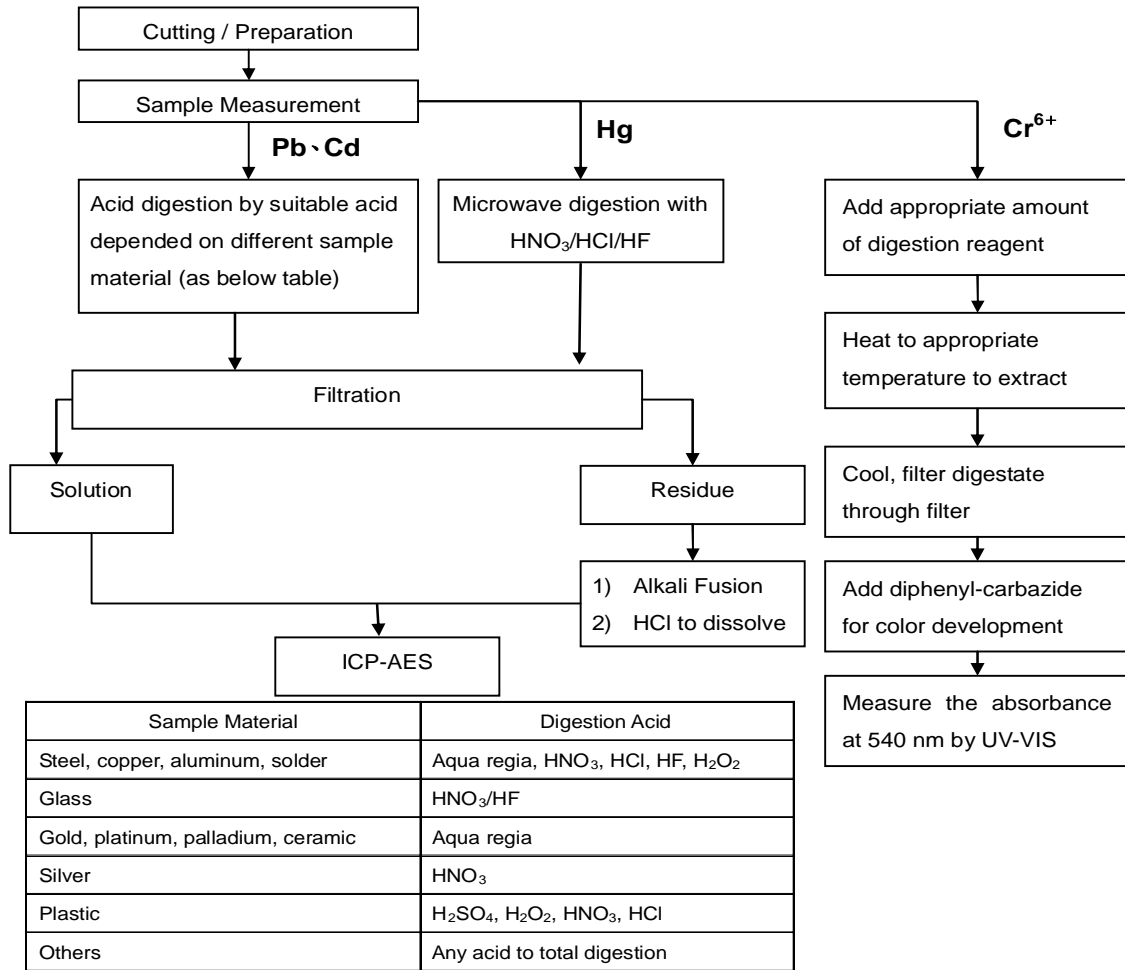 Cutting / Preparation
Sample Measurement
Pb、Cd
Hg
Cr⁶⁺
Acid digestion by suitable acid
depended on different sample
material (as below table)
Microwave digestion with
HNO₃/HCl/HF
Add appropriate amount
of digestion reagent
Heat to appropriate
temperature to extract
Filtration
Solution
Residue
Cool, filter digestate
through filter
1) Alkali Fusion
2) HCl to dissolve
Add diphenyl-carbazide
for color development
ICP-AES
Measure the absorbance
at 540 nm by UV-VIS
Sample Material Digestion Acid
Steel, copper, aluminum, solder Aqua regia, HNO₃, HCl, HF, H₂O₂
Glass HNO₃/HF
Gold, platinum, palladium, ceramic Aqua regia
Silver HNO₃
Plastic H₂SO₄, H₂O₂, HNO₃, HCl
Others Any acid to total digestion